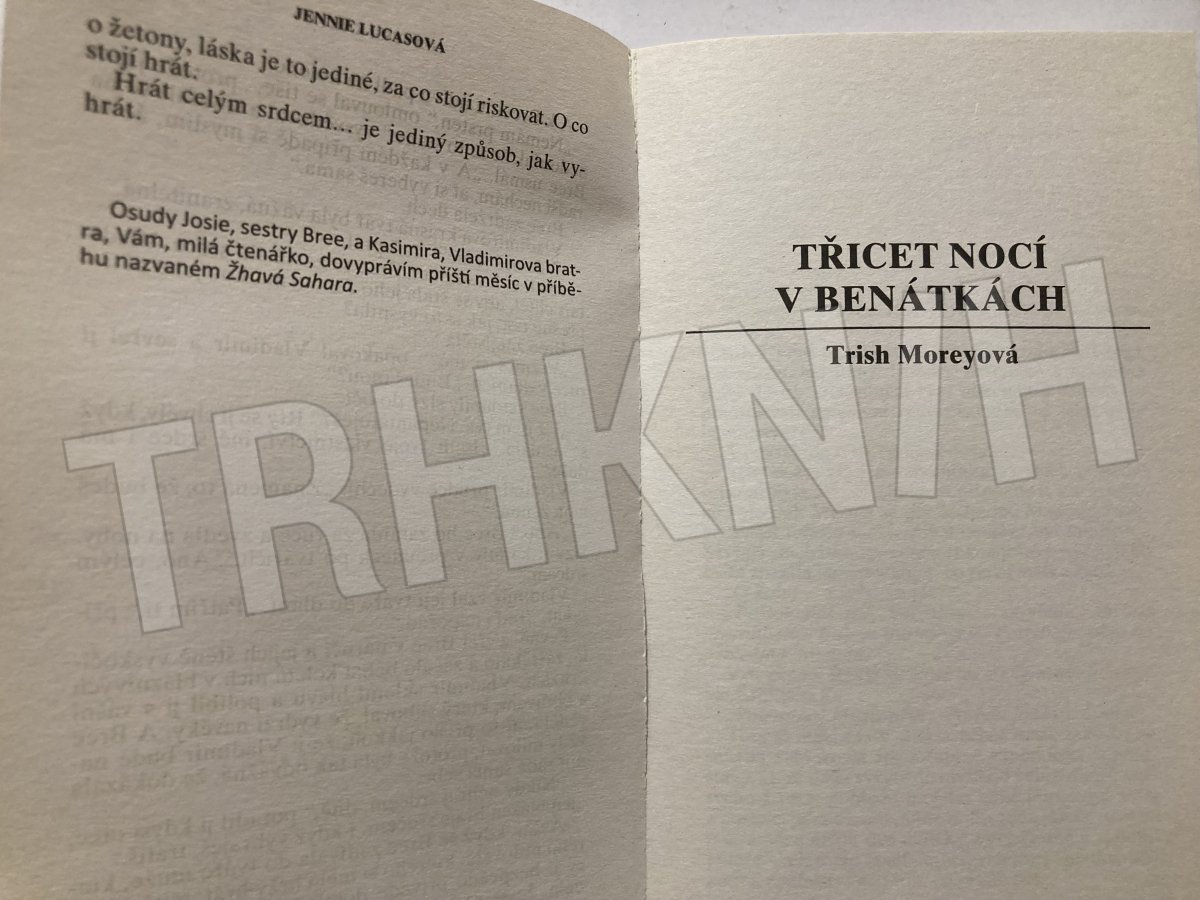 JENNIE LUCASOVÁ
o žetony, láska je to jediné, za co stojí riskovat. O co
stojí hrát.
Hrát celým srdcem... je jediný způsob, jak vy-
hrát.
Osudy Josie, sestry Bree, a Kasimira, Vladimirova brat-
ra, Vám, milá čtenářko, dovyprávím příští měsíc v příbě-
hu nazvaném Žhavá Sahara.
TŘICET NOCÍ
V BENÁTKÁCH
Trish Moreyová
TRHKNIH